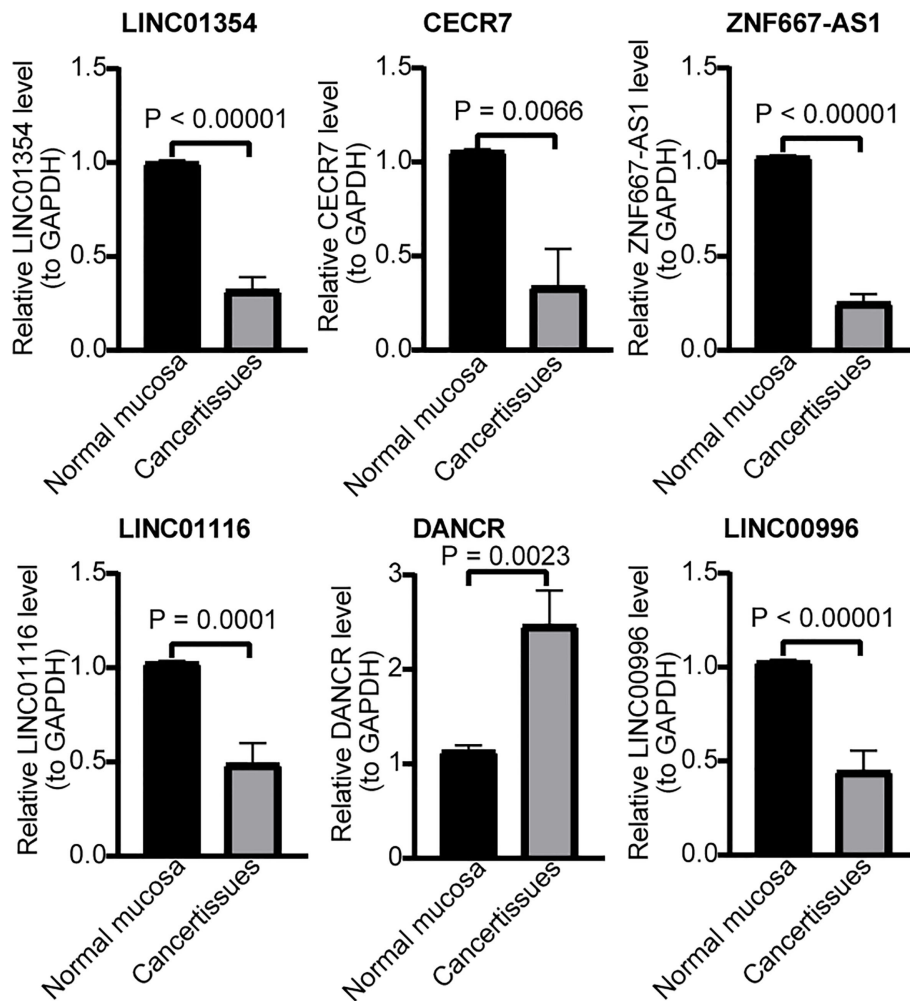 LINC01354
Relative LINC01354 level
(to GAPDH)
1.5
1.0
0.5
0.0
P < 0.00001
Normal mucosa
Cancertissues
CECR7
Relative CECR7 level
(to GAPDH)
1.5
1.0
0.5
0.0
P = 0.0066
Normal mucosa
Cancertissues
ZNF667-AS1
Relative ZNF667-AS1 level
(to GAPDH)
1.5
1.0
0.5
0.0
P < 0.00001
Normal mucosa
Cancertissues
LINC01116
Relative LINC01116 level
(to GAPDH)
1.5
1.0
0.5
0.0
P = 0.0001
Normal mucosa
Cancertissues
DANCR
Relative DANCR level
(to GAPDH)
3
2
1
0
P = 0.0023
Normal mucosa
Cancertissues
LINC00996
Relative LINC00996 level
(to GAPDH)
1.5
1.0
0.5
0.0
P < 0.00001
Normal mucosa
Cancertissues